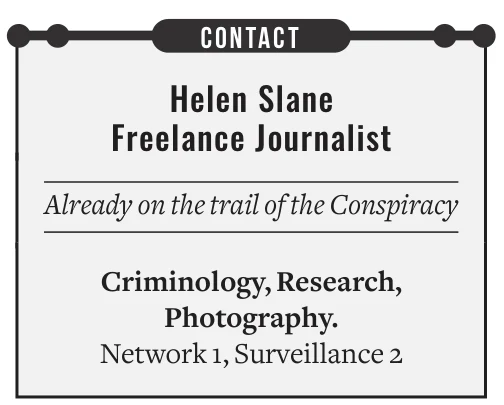 CONTACT
Helen Slane
Freelance Journalist
Already on the trail of the Conspiracy
Criminology, Research,
Photography.
Network 1, Surveillance 2